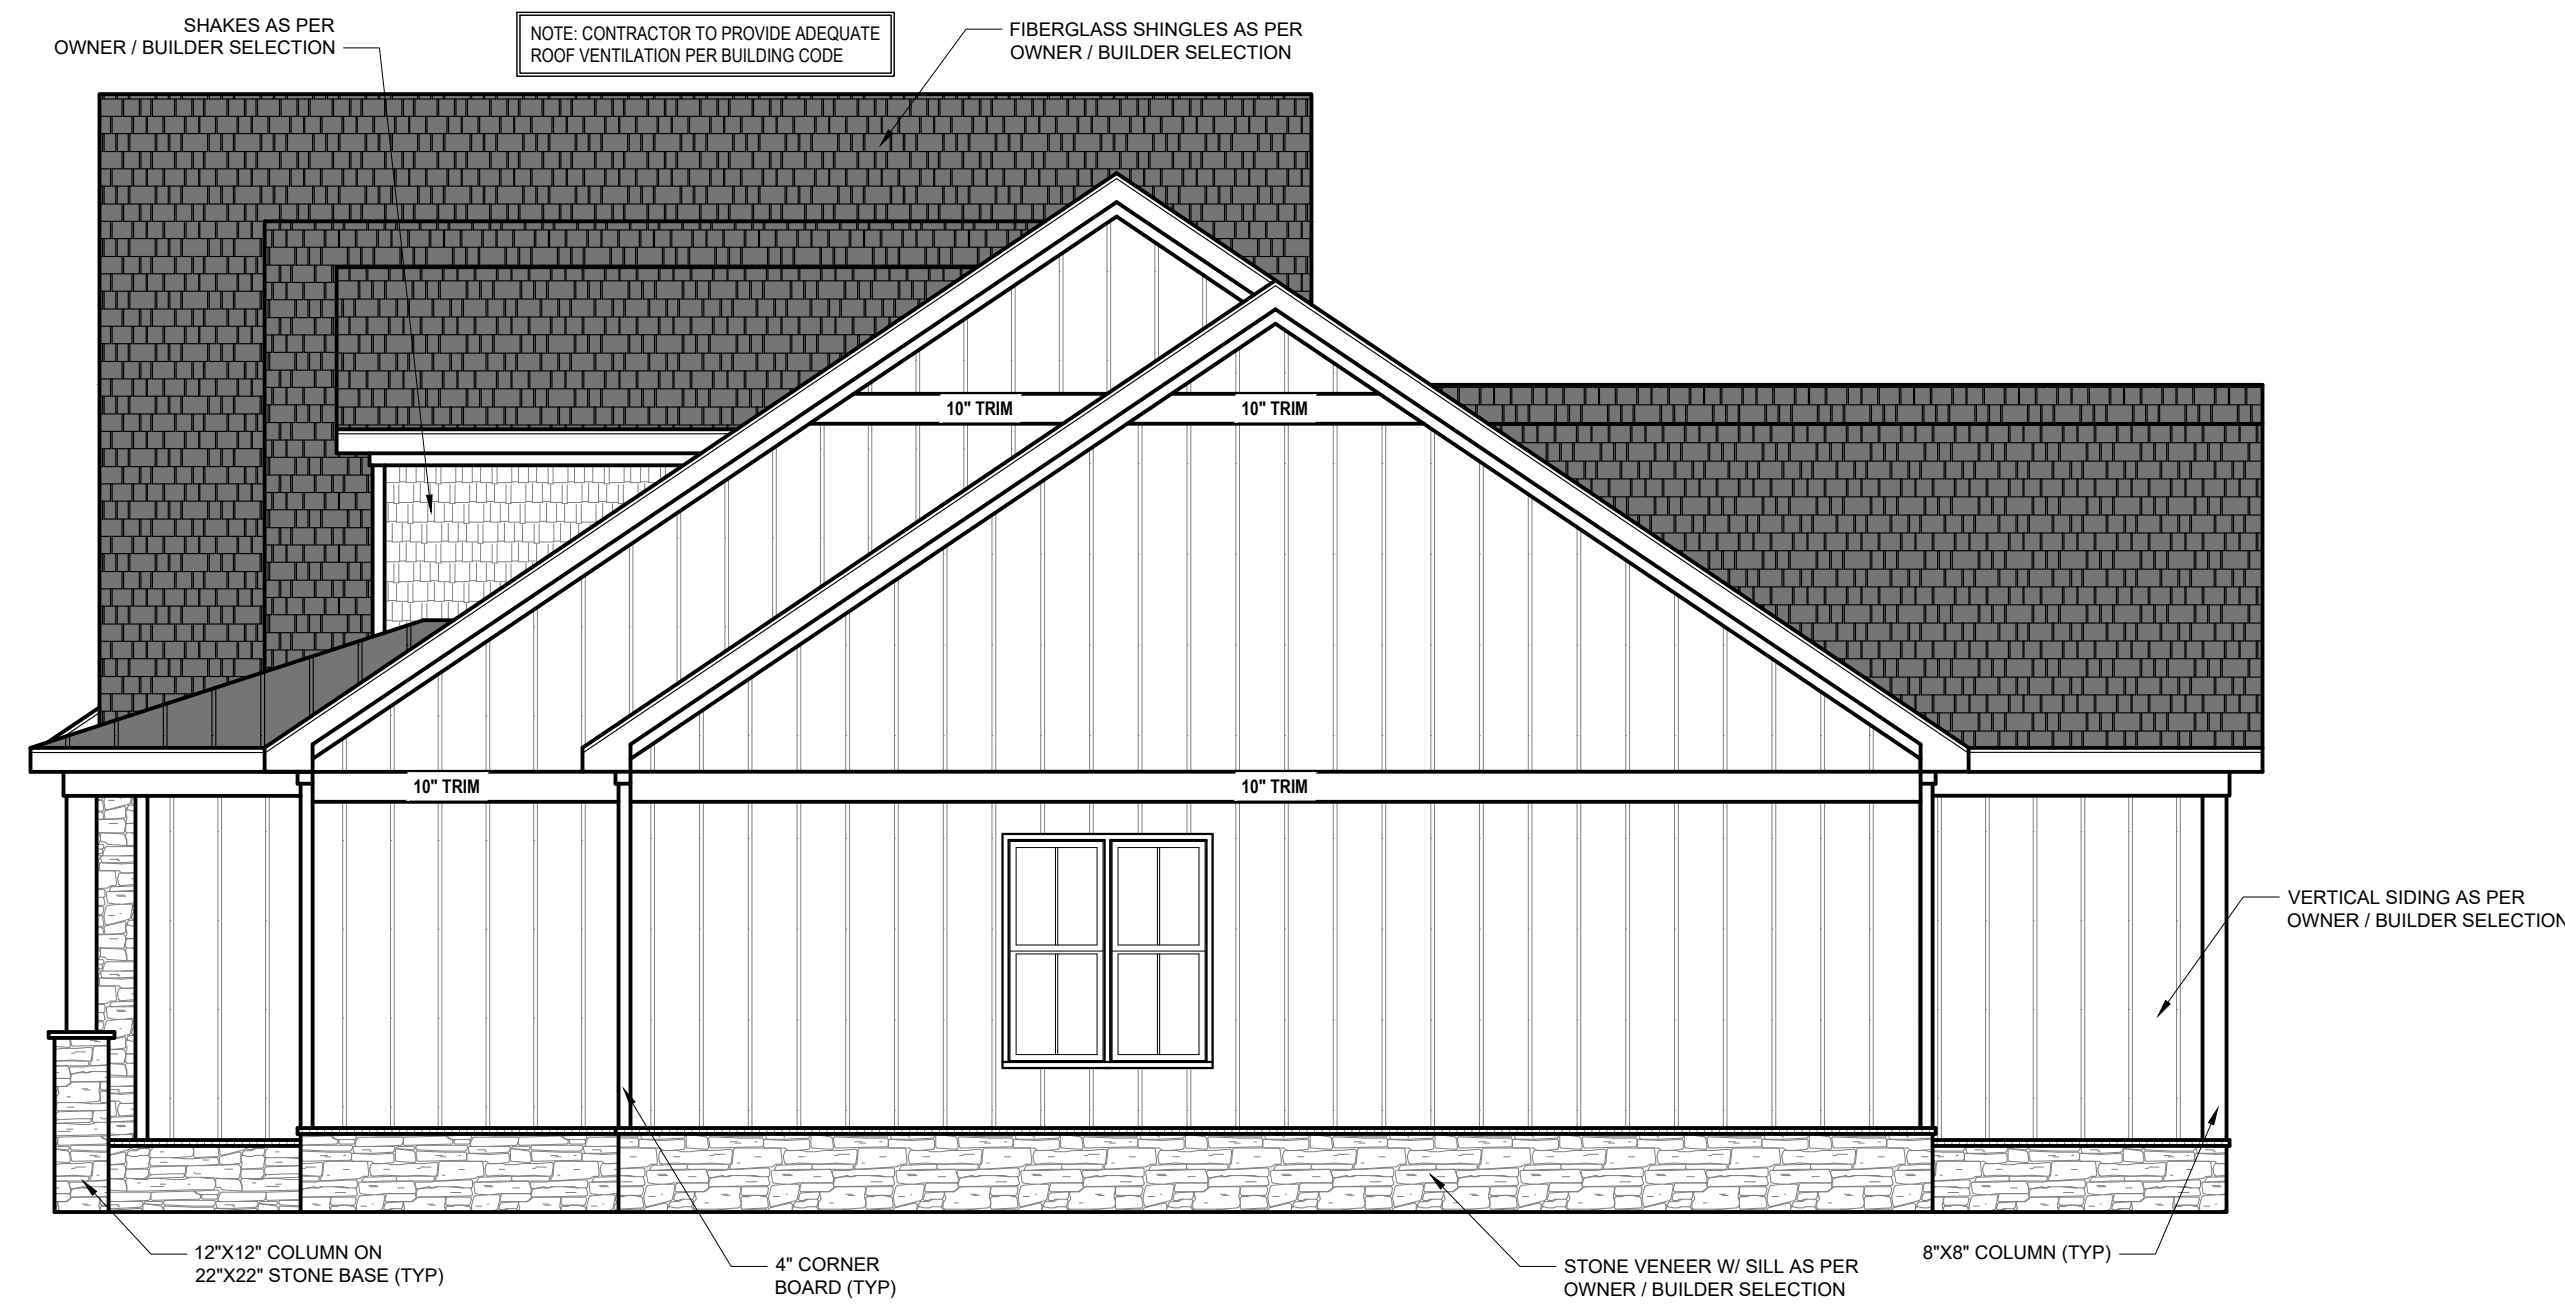 SHAKES AS PER
OWNER / BUILDER SELECTION
NOTE: CONTRACTOR TO PROVIDE ADEQUATE
ROOF VENTILATION PER BUILDING CODE
FIBERGLASS SHINGLES AS PER
OWNER / BUILDER SELECTION
10" TRIM
10" TRIM
10" TRIM
10" TRIM
VERTICAL SIDING AS PER
OWNER / BUILDER SELECTION
12"X12" COLUMN ON
22"X22" STONE BASE (TYP)
4" CORNER
BOARD (TYP)
STONE VENEER W/ SILL AS PER
OWNER / BUILDER SELECTION
8"X8" COLUMN (TYP)